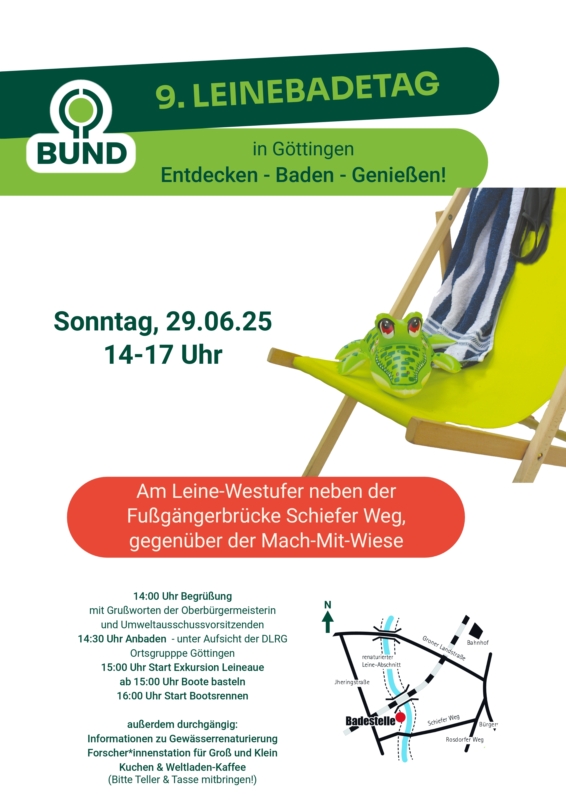 9. LEINEBADETAG
BUND
in Göttingen
Entdecken - Baden - Genießen!
Sonntag, 29.06.25
14-17 Uhr
Am Leine-Westufer neben der
Fußgängerbrücke Schiefer Weg,
gegenüber der Mach-Mit-Wiese
14:00 Uhr Begrüßung
mit Grußworten der Oberbürgermeisterin
und Umweltausschussvorsitzenden
14:30 Uhr Anbaden - unter Aufsicht der DLRG
Ortsgrupppe Göttingen
15:00 Uhr Start Exkursion Leineaue
ab 15:00 Uhr Boote basteln
16:00 Uhr Start Bootsrennen
außerdem durchgängig:
Informationen zu Gewässerrenaturierung
Forscher*innenstation für Groß und Klein
Kuchen & Weltladen-Kaffee
(Bitte Teller & Tasse mitbringen!)
N
Bahnhof
Groner Landstraße
renaturierter
Leine-Abschnitt
Jheringstraße
Badestelle
Schiefer Weg
Bürger
Rosdorfer Weg